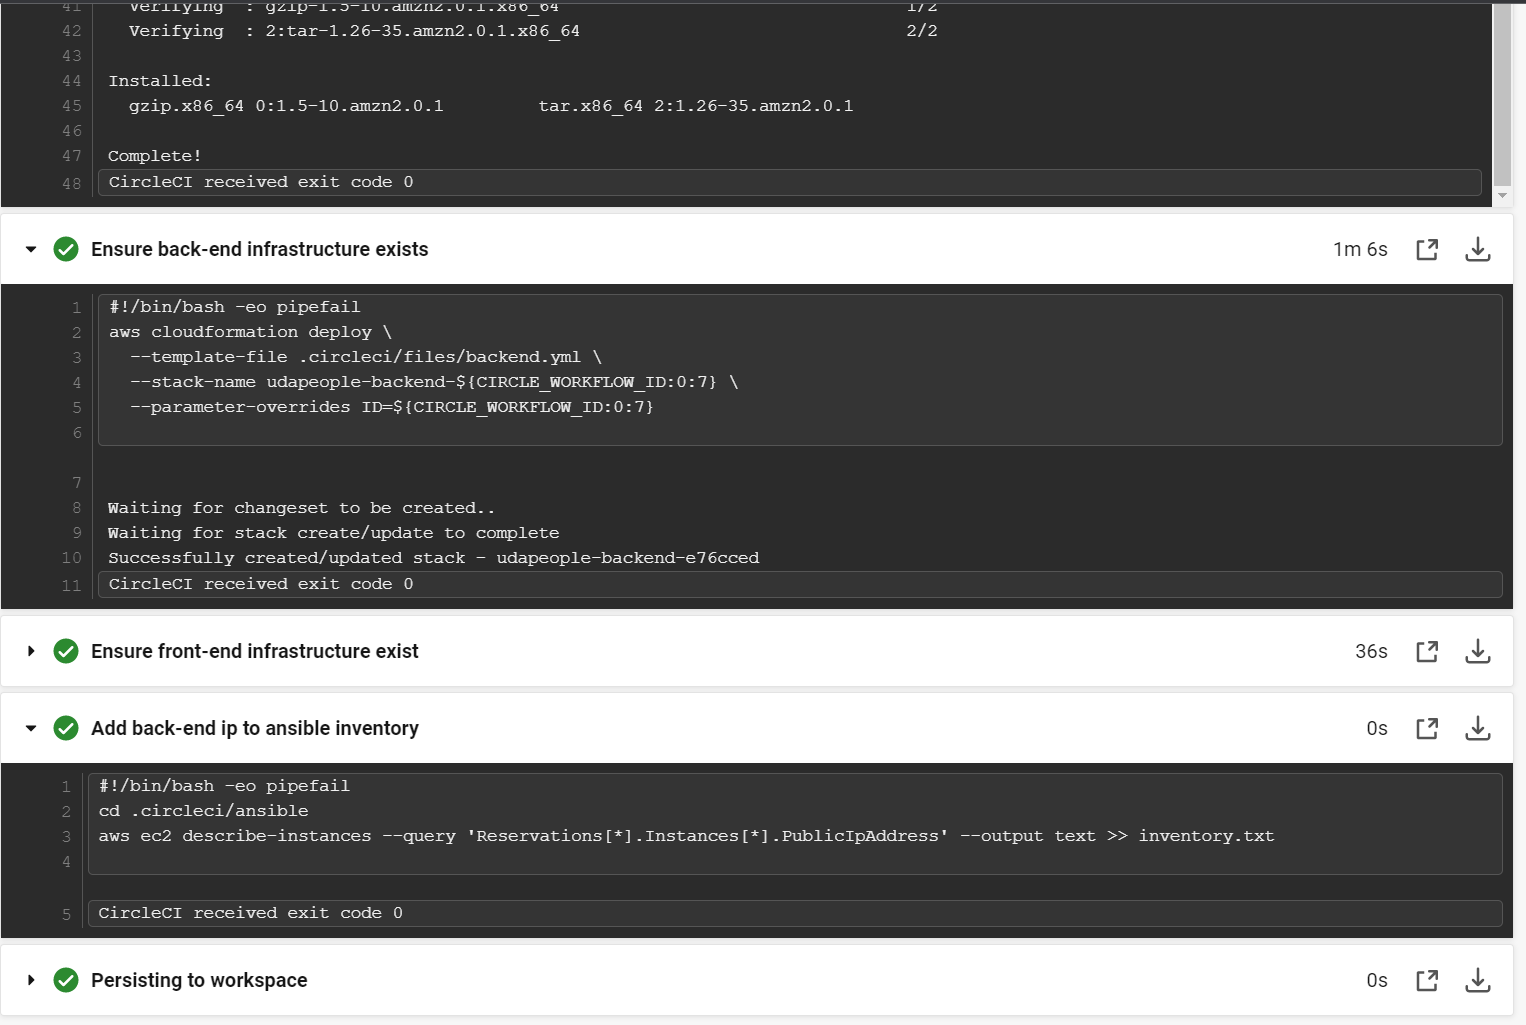 41 Verifying : gzip-1.5-10.amzn2.0.1.x86_64 1/2
42 Verifying : 2:tar-1.26-35.amzn2.0.1.x86_64 2/2
43
44 Installed:
45 gzip.x86_64 0:1.5-10.amzn2.0.1 tar.x86_64 2:1.26-35.amzn2.0.1
46
47 Complete!
48 CircleCI received exit code 0
Ensure back-end infrastructure exists 1m 6s
1 #!/bin/bash -eo pipefail
2 aws cloudformation deploy \
3 --template-file .circleci/files/backend.yml \
4 --stack-name udapeople-backend-${CIRCLE_WORKFLOW_ID:0:7} \
5 --parameter-overrides ID=${CIRCLE_WORKFLOW_ID:0:7}
6
7
8 Waiting for changeset to be created..
9 Waiting for stack create/update to complete
10 Successfully created/updated stack - udapeople-backend-e76cced
11 CircleCI received exit code 0
Ensure front-end infrastructure exist 36s
Add back-end ip to ansible inventory 0s
1 #!/bin/bash -eo pipefail
2 cd .circleci/ansible
3 aws ec2 describe-instances --query 'Reservations[*].Instances[*].PublicIpAddress' --output text >> inventory.txt
4
5 CircleCI received exit code 0
Persisting to workspace 0s